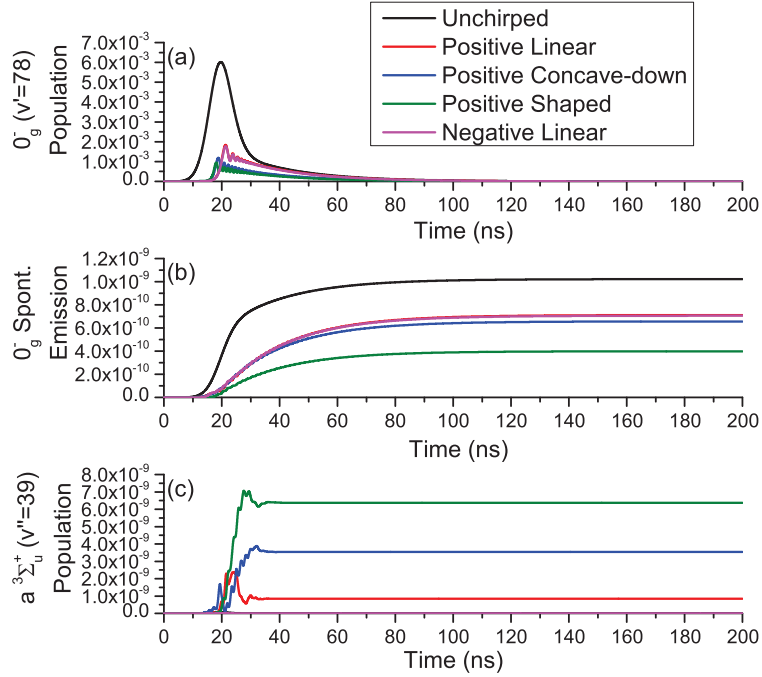 Unchirped
Positive Linear
Positive Concave-down
Positive Shaped
Negative Linear
(a)
0⁻g (v'=78)
Population
7.0x10⁻³
6.0x10⁻³
5.0x10⁻³
4.0x10⁻³
3.0x10⁻³
2.0x10⁻³
1.0x10⁻³
0.0
0 20 40 60 80 100 120 140 160 180 200
Time (ns)
(b)
0⁻g Spont.
Emission
1.2x10⁻⁹
1.0x10⁻⁹
8.0x10⁻¹⁰
6.0x10⁻¹⁰
4.0x10⁻¹⁰
2.0x10⁻¹⁰
0.0
0 20 40 60 80 100 120 140 160 180 200
Time (ns)
(c)
a ³Σᵤ⁺ (v"=39)
Population
8.0x10⁻⁹
7.0x10⁻⁹
6.0x10⁻⁹
5.0x10⁻⁹
4.0x10⁻⁹
3.0x10⁻⁹
2.0x10⁻⁹
1.0x10⁻⁹
0.0
0 20 40 60 80 100 120 140 160 180 200
Time (ns)